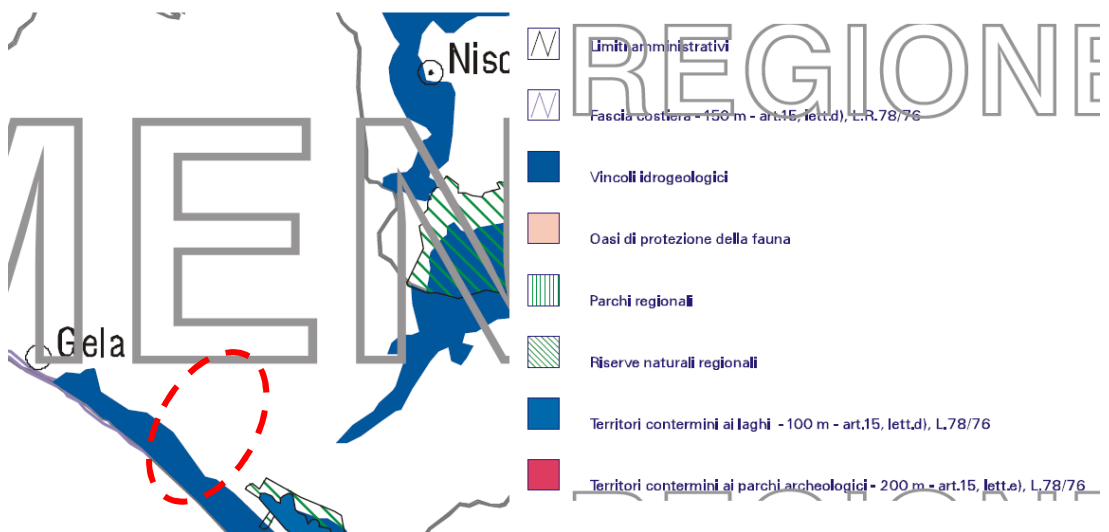 Nisc
MEN
Gela
REGIONE
Limiti amministrativi
Fascia costiera - 150 m - art.15, lett.d), L.R.78/76
Vincoli idrogeologici
Oasi di protezione della fauna
Parchi regionali
Riserve naturali regionali
Territori contermini ai laghi - 100 m - art.15, lett.d), L.78/76
Territori contermini ai parchi archeologici - 200 m - art.15, lett.e), L.78/76
REGIONE